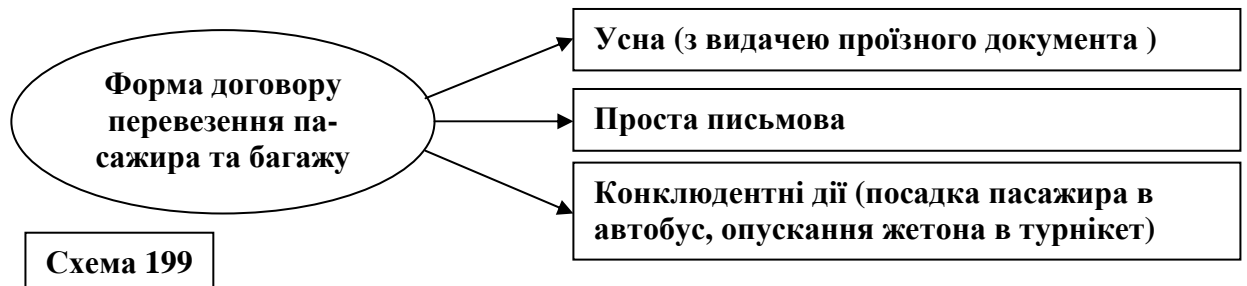 Форма договору
перевезення па-
сажира та багажу
Усна (з видачею проїзного документа )
Проста письмова
Конклюдентні дії (посадка пасажира в
автобус, опускання жетона в турнікет)
Схема 199